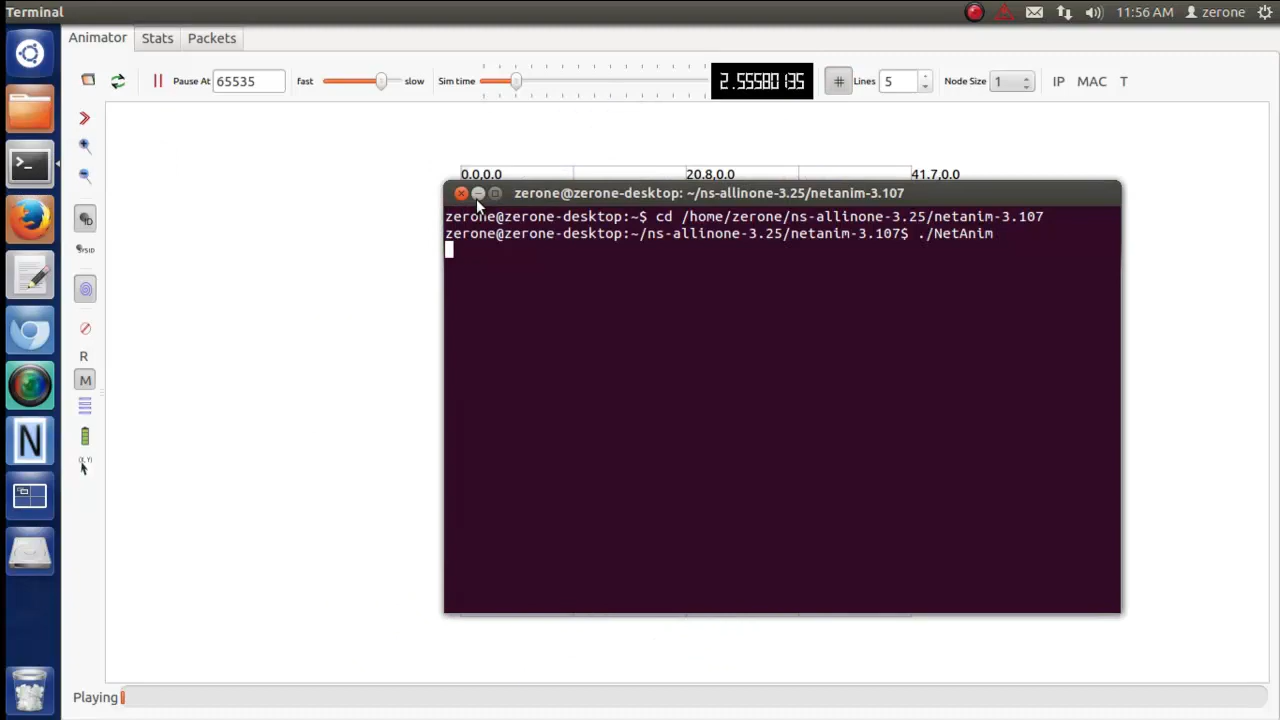 Terminal
11:56 AM zerone
Animator Stats Packets
Pause At 65535 fast slow Sim time 2.55580135 Lines 5 Node Size 1 IP MAC T
0.0,0.0 20.8,0.0 41.7,0.0
zerone@zerone-desktop: ~/ns-allinone-3.25/netanim-3.107
zerone@zerone-desktop:~$ cd /home/zerone/ns-allinone-3.25/netanim-3.107
zerone@zerone-desktop:~/ns-allinone-3.25/netanim-3.107$ ./NetAnim
ID
SYSID
R
M
N
(X, Y)
Playing